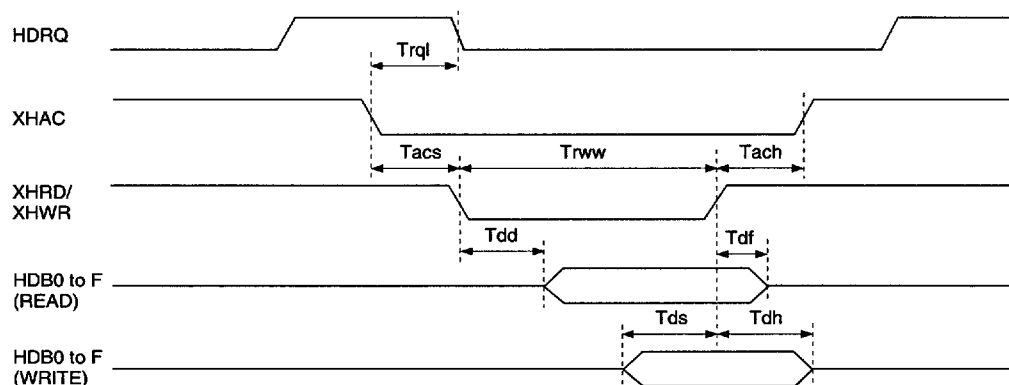 HDRQ
Trql
XHAC
Tacs Trww Tach
XHRD/
XHWR
Tdd Tdf
HDB0 to F
(READ)
Tds Tdh
HDB0 to F
(WRITE)